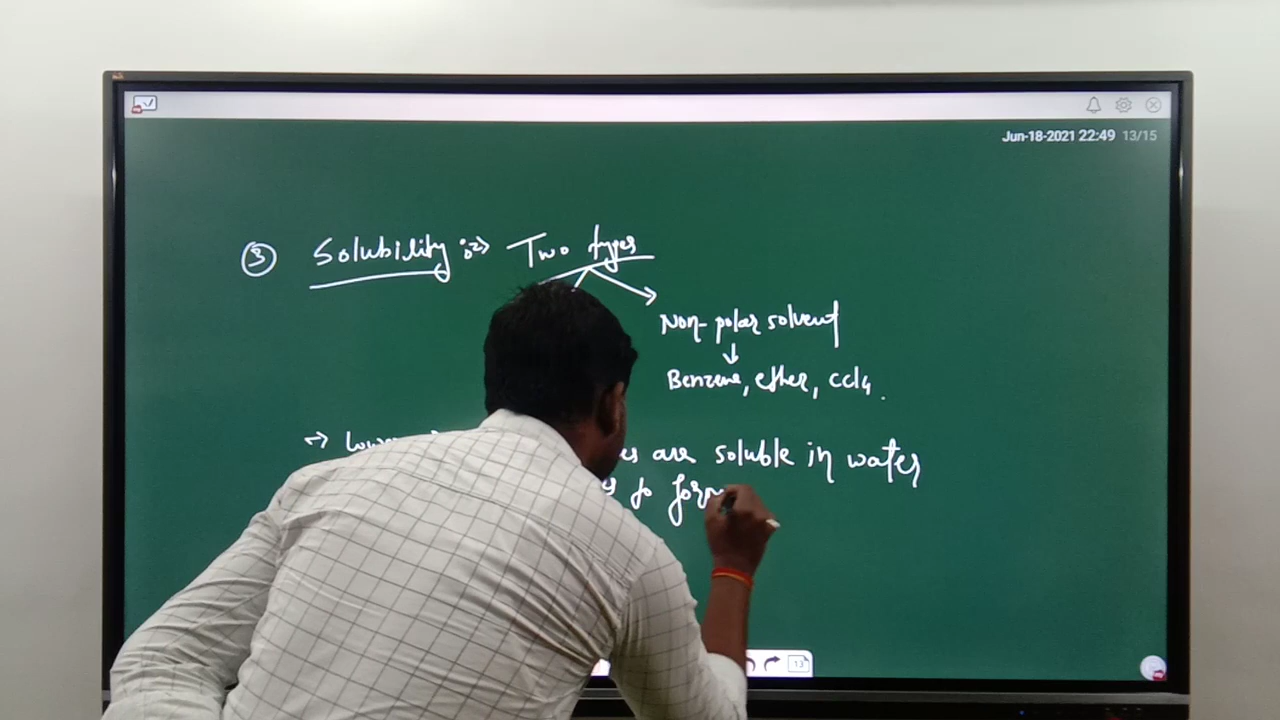 Jun-18-2021 22:49 13/15
③ Solubility :-> Two types
Non-polar solvent
↓
Benzene, ether, ccl4.
are soluble in water
to form
13